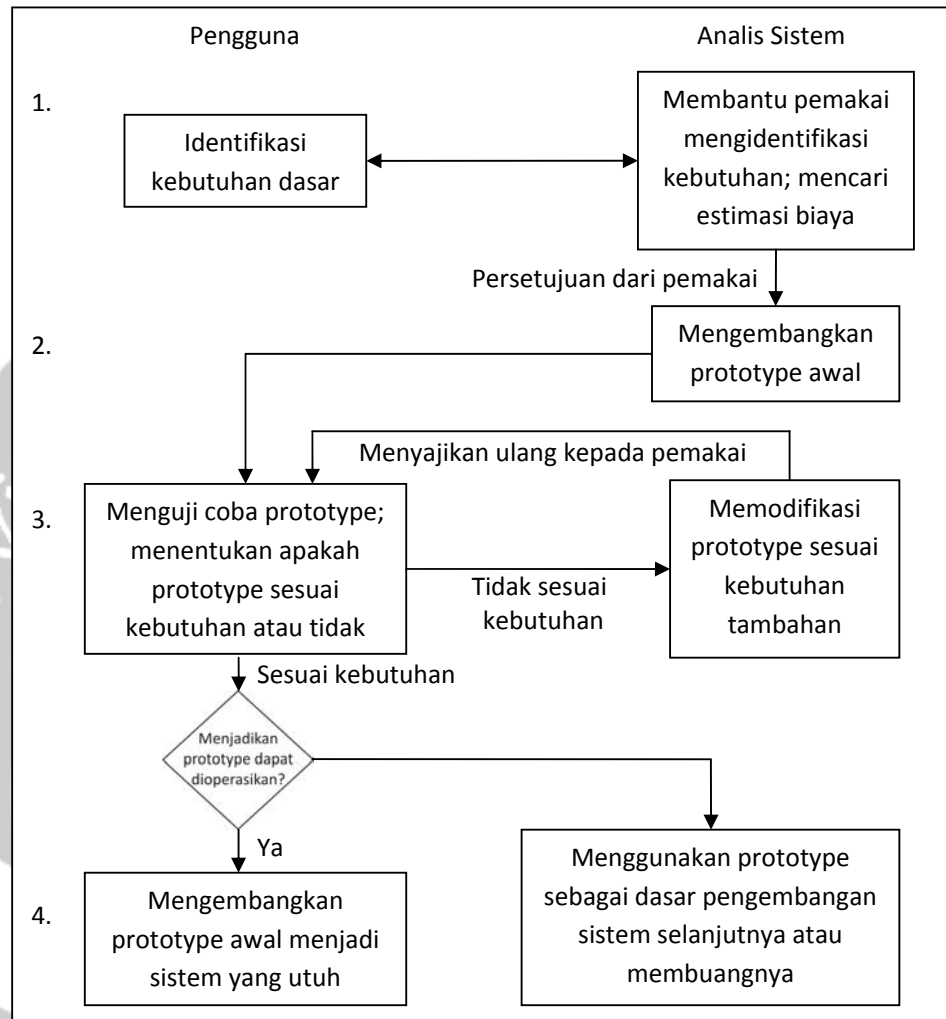 Pengguna
Analis Sistem
1.
Identifikasi
kebutuhan dasar
Membantu pemakai
mengidentifikasi
kebutuhan; mencari
estimasi biaya
Persetujuan dari pemakai
2.
Mengembangkan
prototype awal
Menyajikan ulang kepada pemakai
3.
Menguji coba prototype;
menentukan apakah
prototype sesuai
kebutuhan atau tidak
Tidak sesuai
kebutuhan
Memodifikasi
prototype sesuai
kebutuhan
tambahan
Sesuai kebutuhan
Menjadikan
prototype dapat
dioperasikan?
Ya
4.
Mengembangkan
prototype awal menjadi
sistem yang utuh
Menggunakan prototype
sebagai dasar pengembangan
sistem selanjutnya atau
membuangnya